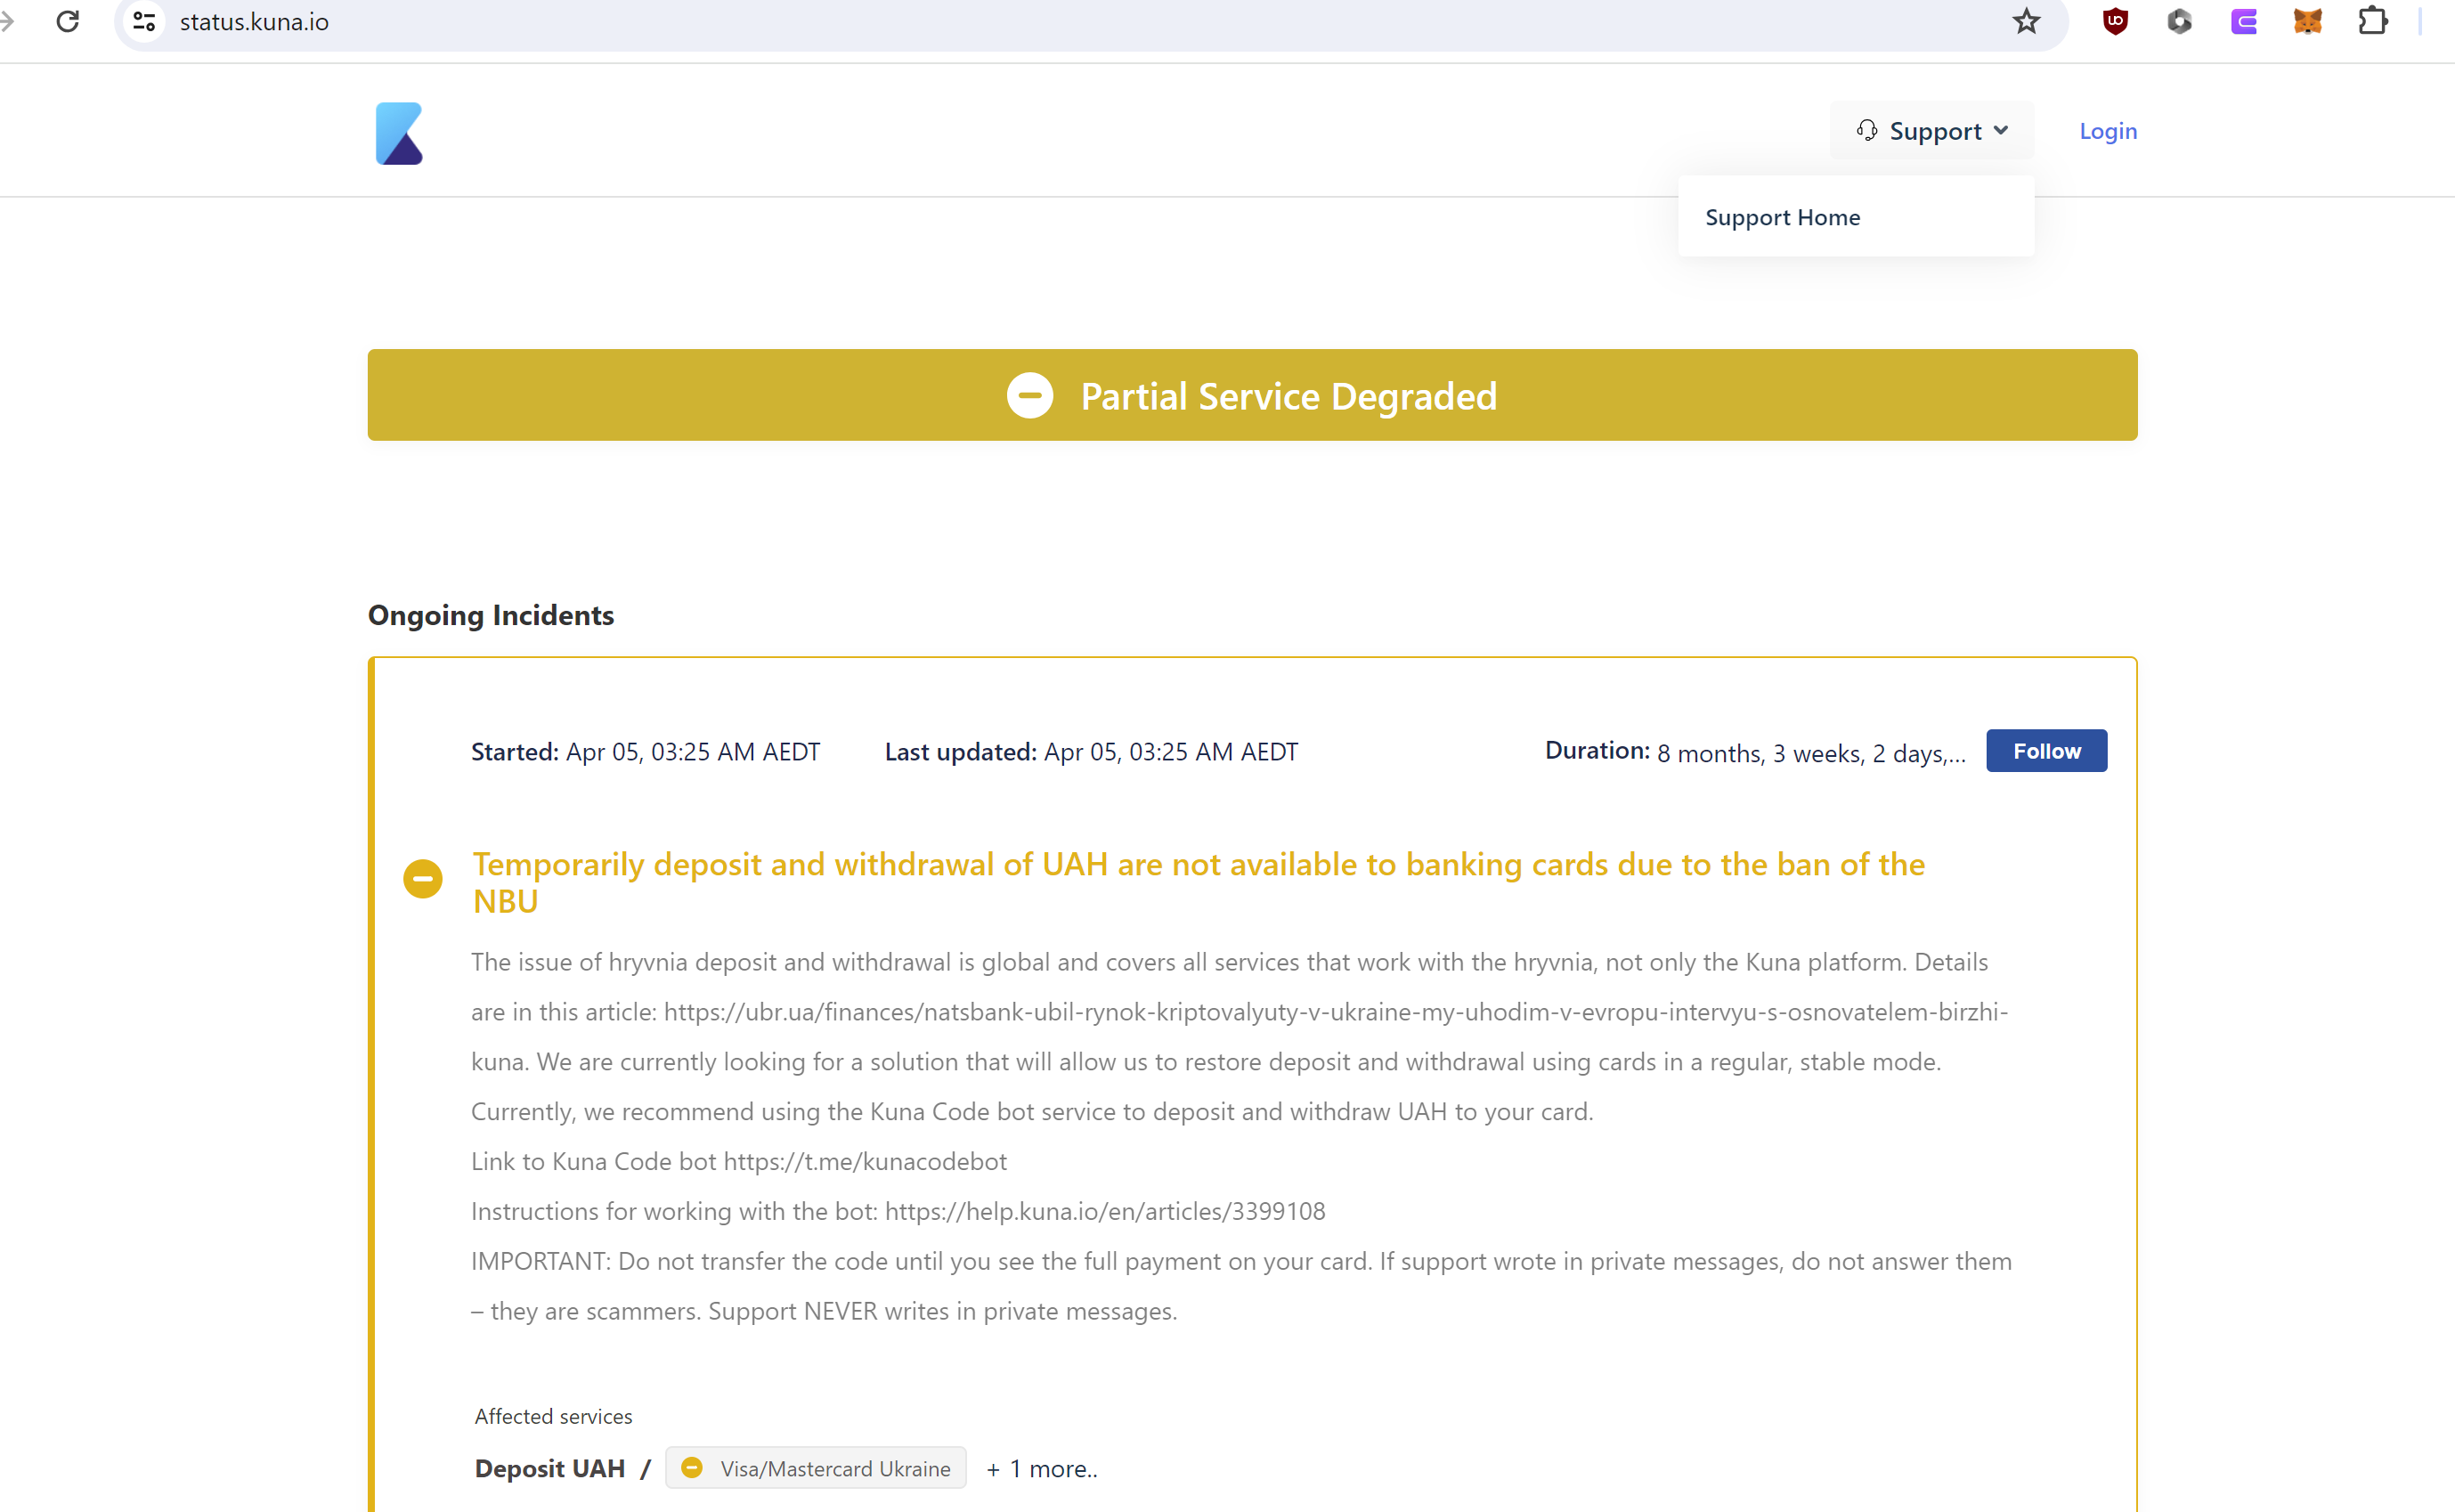 status.kuna.io
Support
Login
Support Home
Partial Service Degraded
Ongoing Incidents
Started: Apr 05, 03:25 AM AEDT
Last updated: Apr 05, 03:25 AM AEDT
Duration: 8 months, 3 weeks, 2 days,...
Follow
Temporarily deposit and withdrawal of UAH are not available to banking cards due to the ban of the
NBU
The issue of hryvnia deposit and withdrawal is global and covers all services that work with the hryvnia, not only the Kuna platform. Details
are in this article: https://ubr.ua/finances/natsbank-ubil-rynok-kriptovalyuty-v-ukraine-my-uhodim-v-evropu-intervyu-s-osnovatelem-birzhi-
kuna. We are currently looking for a solution that will allow us to restore deposit and withdrawal using cards in a regular, stable mode.
Currently, we recommend using the Kuna Code bot service to deposit and withdraw UAH to your card.
Link to Kuna Code bot https://t.me/kunacodebot
Instructions for working with the bot: https://help.kuna.io/en/articles/3399108
IMPORTANT: Do not transfer the code until you see the full payment on your card. If support wrote in private messages, do not answer them
– they are scammers. Support NEVER writes in private messages.
Affected services
Deposit UAH / Visa/Mastercard Ukraine + 1 more..